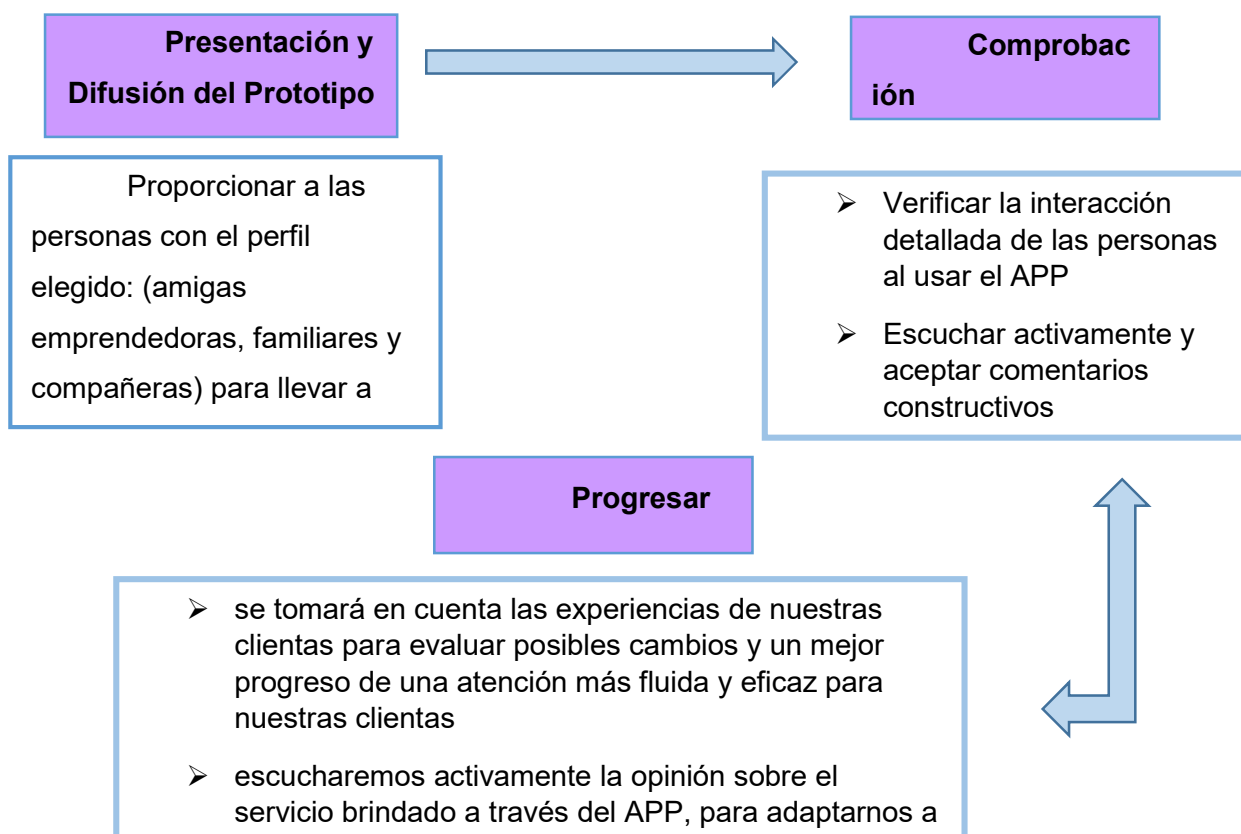 Presentación y
Difusión del Prototipo
Comprobac
ión
Proporcionar a las
personas con el perfil
elegido: (amigas
emprendedoras, familiares y
compañeras) para llevar a
➢ Verificar la interacción
detallada de las personas
al usar el APP
➢ Escuchar activamente y
aceptar comentarios
constructivos
Progresar
➢ se tomará en cuenta las experiencias de nuestras
clientas para evaluar posibles cambios y un mejor
progreso de una atención más fluida y eficaz para
nuestras clientas
➢ escucharemos activamente la opinión sobre el
servicio brindado a través del APP, para adaptarnos a